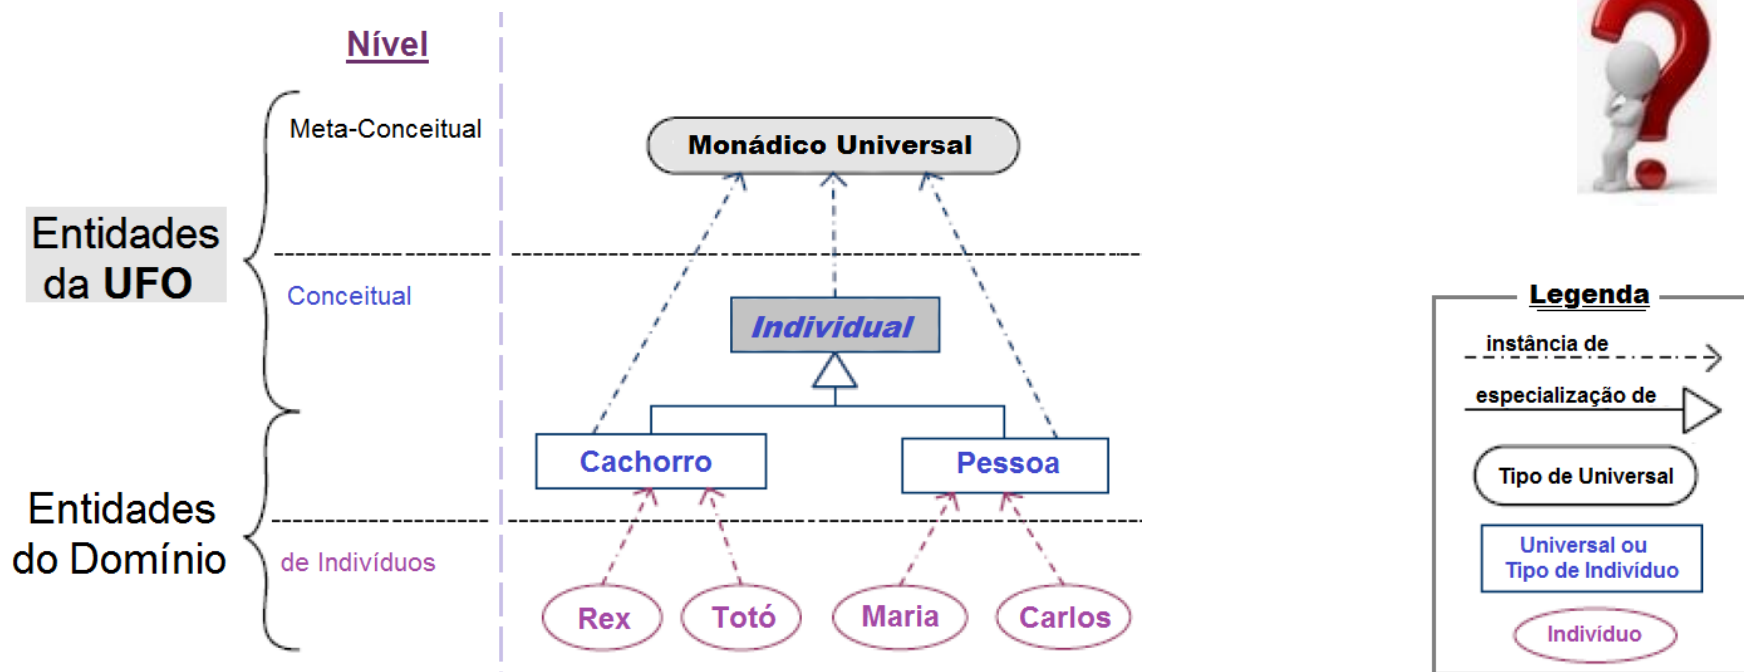 Nível
Meta-Conceitual
Monádico Universal
Entidades
da UFO
Conceitual
Individual
Cachorro
Pessoa
Entidades
do Domínio
de Indivíduos
Rex
Totó
Maria
Carlos
Legenda
instância de
especialização de
Tipo de Universal
Universal ou
Tipo de Indivíduo
Indivíduo